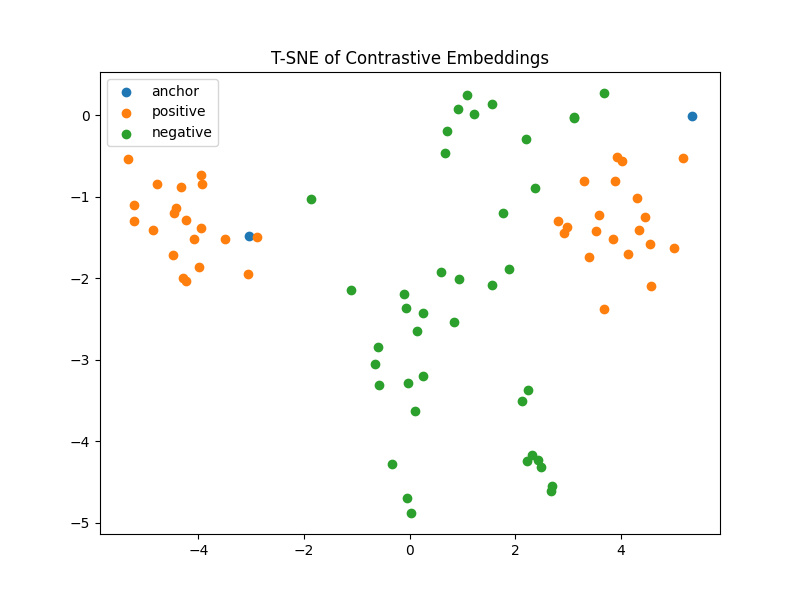 T-SNE of Contrastive Embeddings
anchor
positive
negative
0
−1
−2
−3
−4
−5
−4
−2
0
2
4